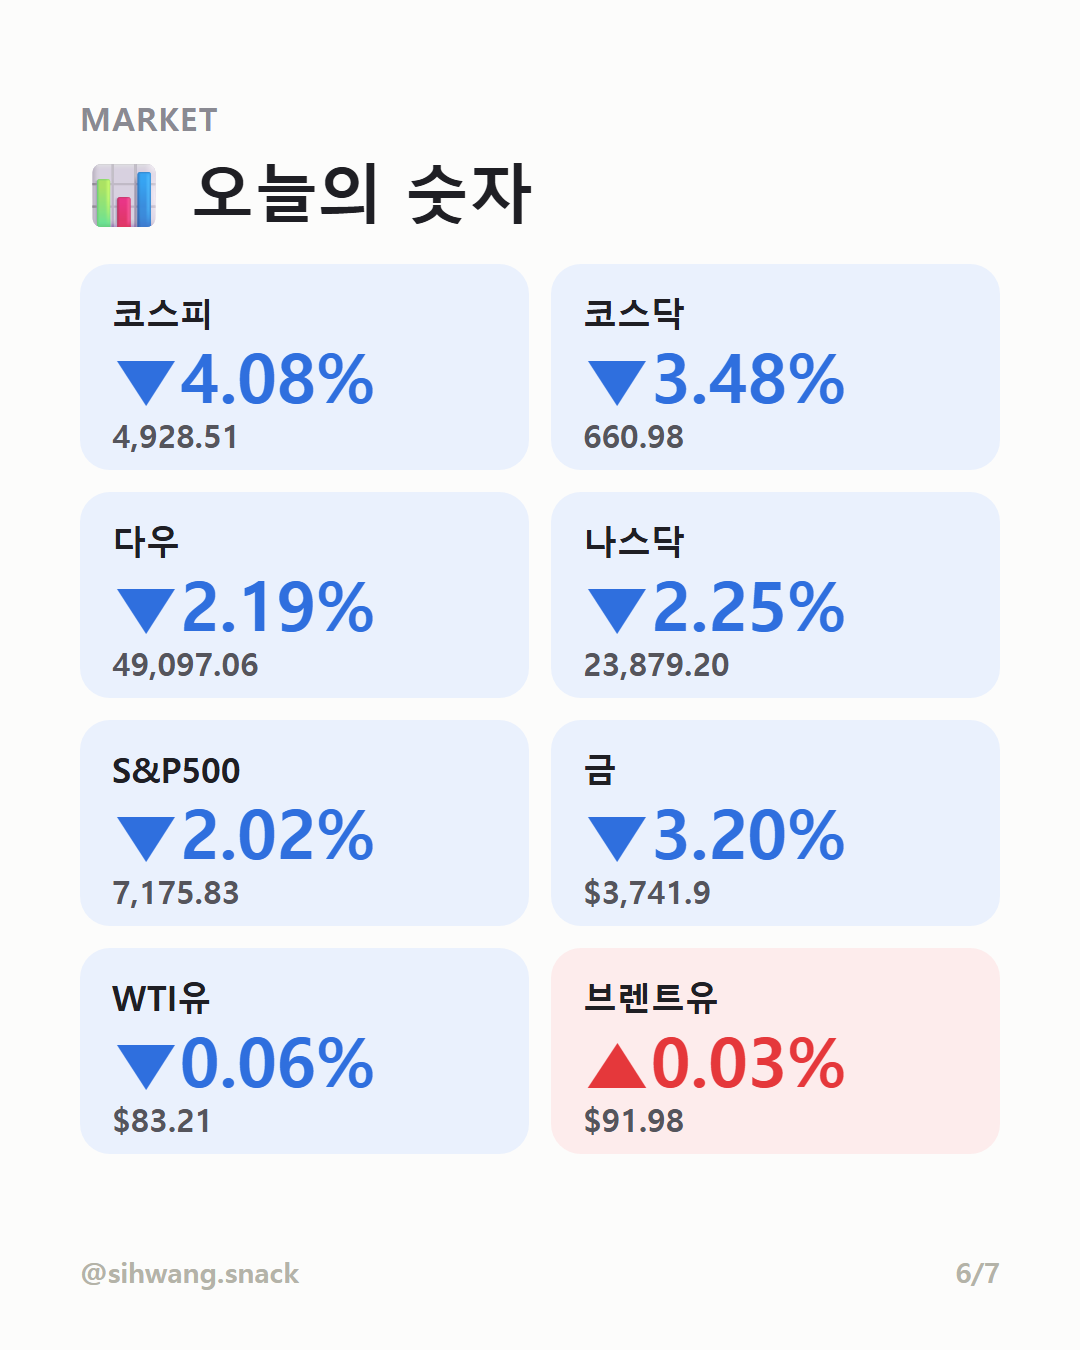 MARKET
오늘의 숫자
코스피
▼4.08%
4,928.51
코스닥
▼3.48%
660.98
다우
▼2.19%
49,097.06
나스닥
▼2.25%
23,879.20
S&P500
▼2.02%
7,175.83
금
▼3.20%
$3,741.9
WTI유
▼0.06%
$83.21
브렌트유
▲0.03%
$91.98
@sihwang.snack
6/7